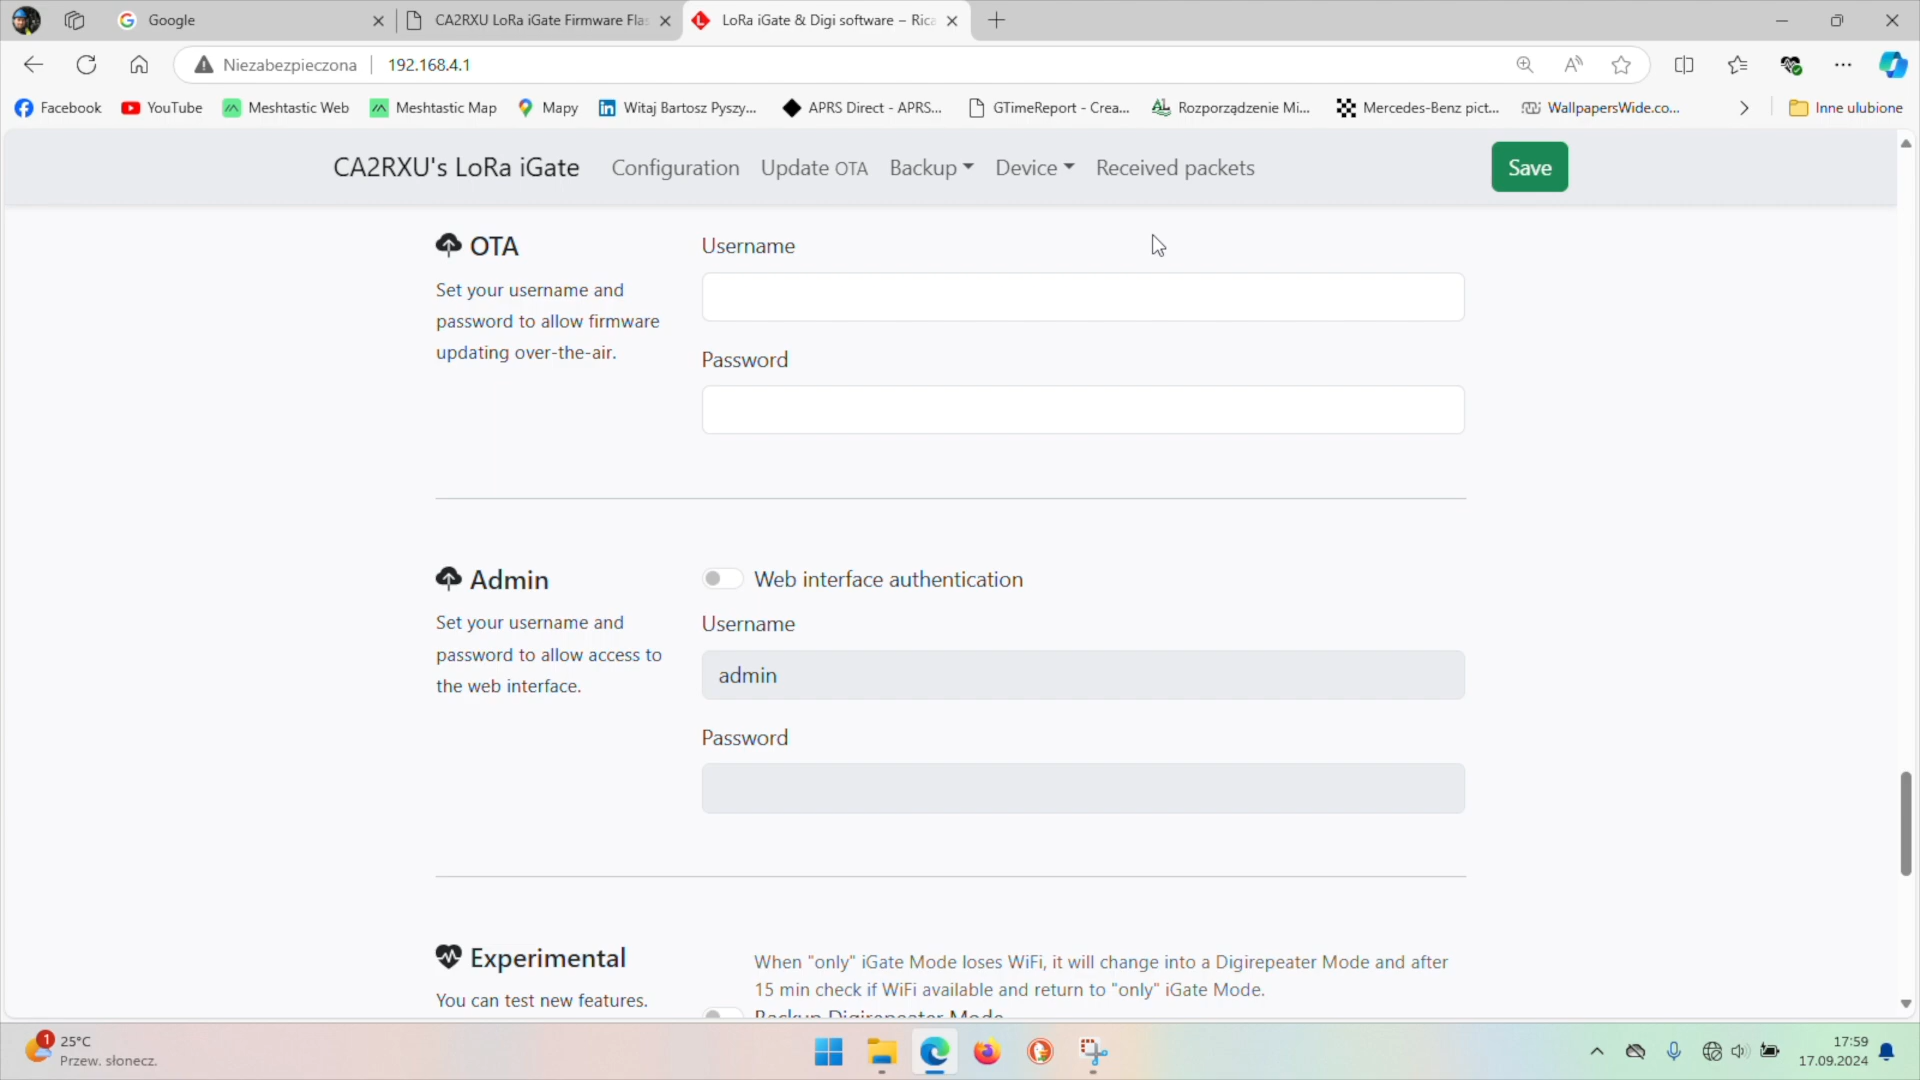 Google
CA2RXU LoRa iGate Firmware Flas
LoRa iGate & Digi software – Rica
Niezabezpieczona
192.168.4.1
Facebook
YouTube
Meshtastic Web
Meshtastic Map
Mapy
Witaj Bartosz Pyszy...
APRS Direct - APRS...
GTimeReport - Crea...
Rozporządzenie Mi...
Mercedes-Benz pict...
WallpapersWide.co...
Inne ulubione
CA2RXU's LoRa iGate
Configuration
Update OTA
Backup
Device
Received packets
Save
OTA
Set your username and
password to allow firmware
updating over-the-air.
Username
Password
Admin
Set your username and
password to allow access to
the web interface.
Web interface authentication
Username
admin
Password
Experimental
You can test new features.
When "only" iGate Mode loses WiFi, it will change into a Digirepeater Mode and after
15 min check if WiFi available and return to "only" iGate Mode.
Backup Digirepeater Mode
1
25°C
Przew. słonecz.
17:59
17.09.2024